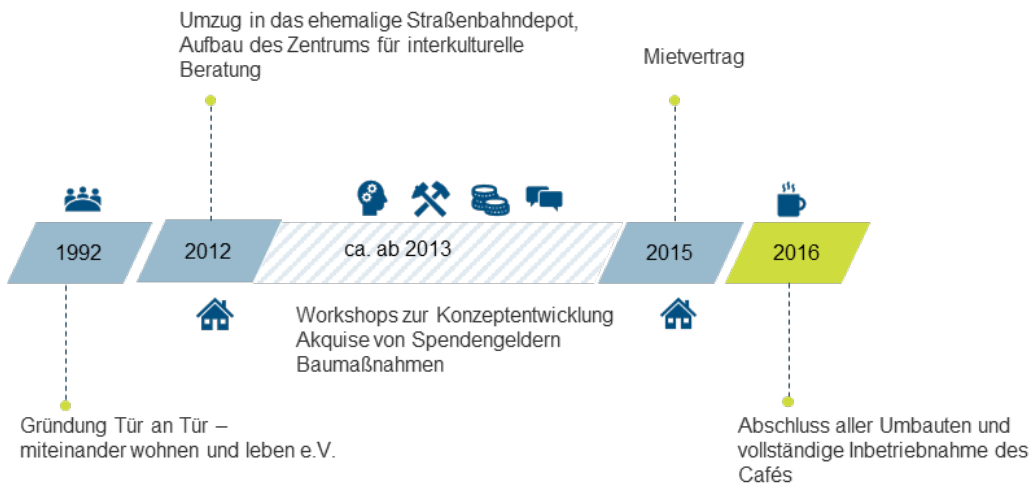 Umzug in das ehemalige Straßenbahndepot,
Aufbau des Zentrums für interkulturelle
Beratung
Mietvertrag
1992
2012
ca. ab 2013
2015
2016
Workshops zur Konzeptentwicklung
Akquise von Spendengeldern
Baumaßnahmen
Gründung Tür an Tür –
miteinander wohnen und leben e.V.
Abschluss aller Umbauten und
vollständige Inbetriebnahme des
Cafés